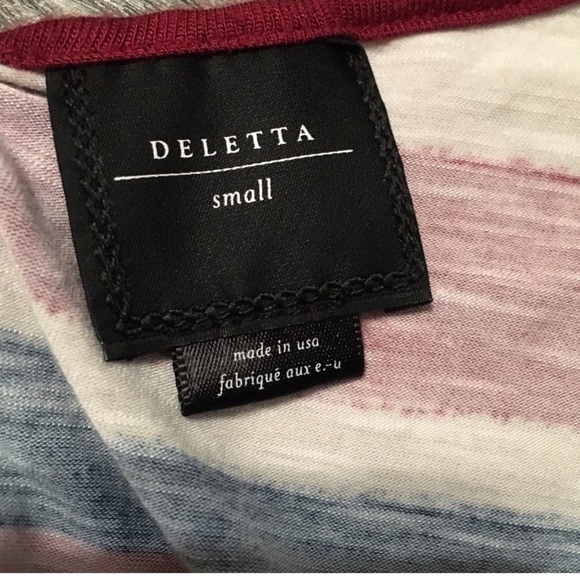 DELETTA
small
made in usa
fabriqué aux e.-u